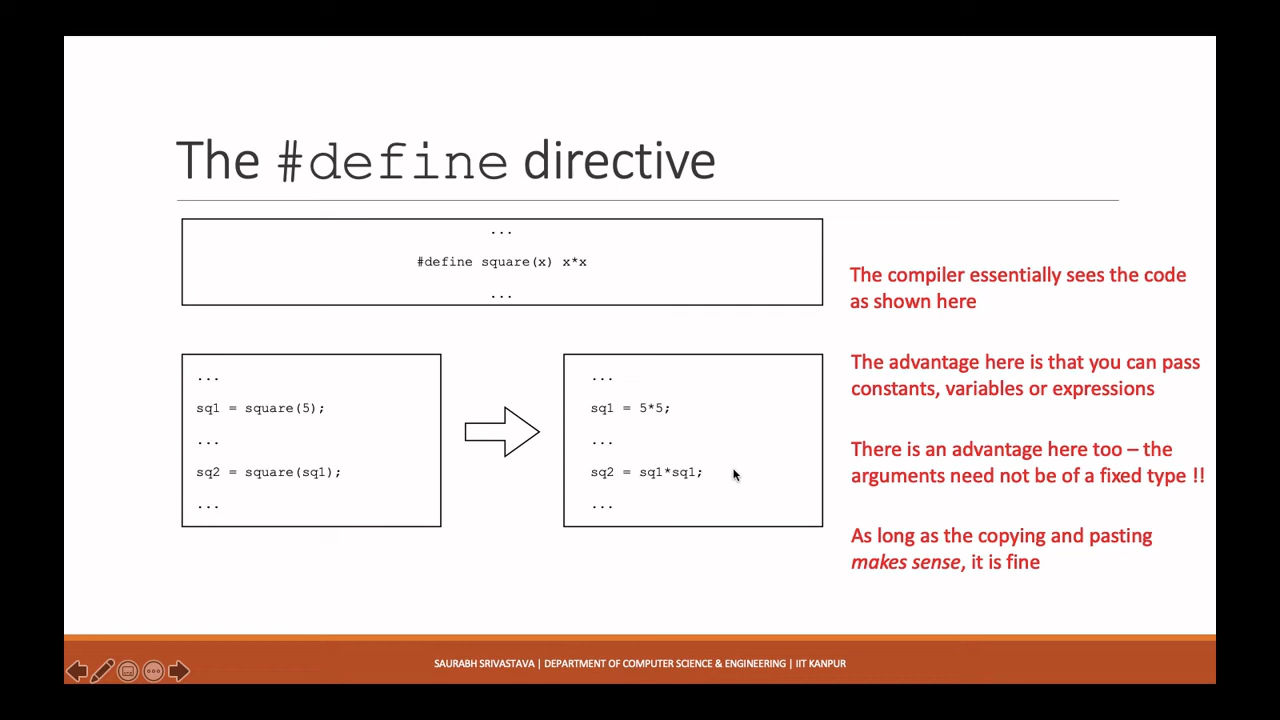 The #define directive
...
#define square(x) x*x
...
...
sq1 = square(5);
...
sq2 = square(sq1);
...
...
sq1 = 5*5;
...
sq2 = sq1*sq1;
...
The compiler essentially sees the code
as shown here
The advantage here is that you can pass
constants, variables or expressions
There is an advantage here too – the
arguments need not be of a fixed type !!
As long as the copying and pasting
makes sense, it is fine
SAURABH SRIVASTAVA | DEPARTMENT OF COMPUTER SCIENCE & ENGINEERING | IIT KANPUR